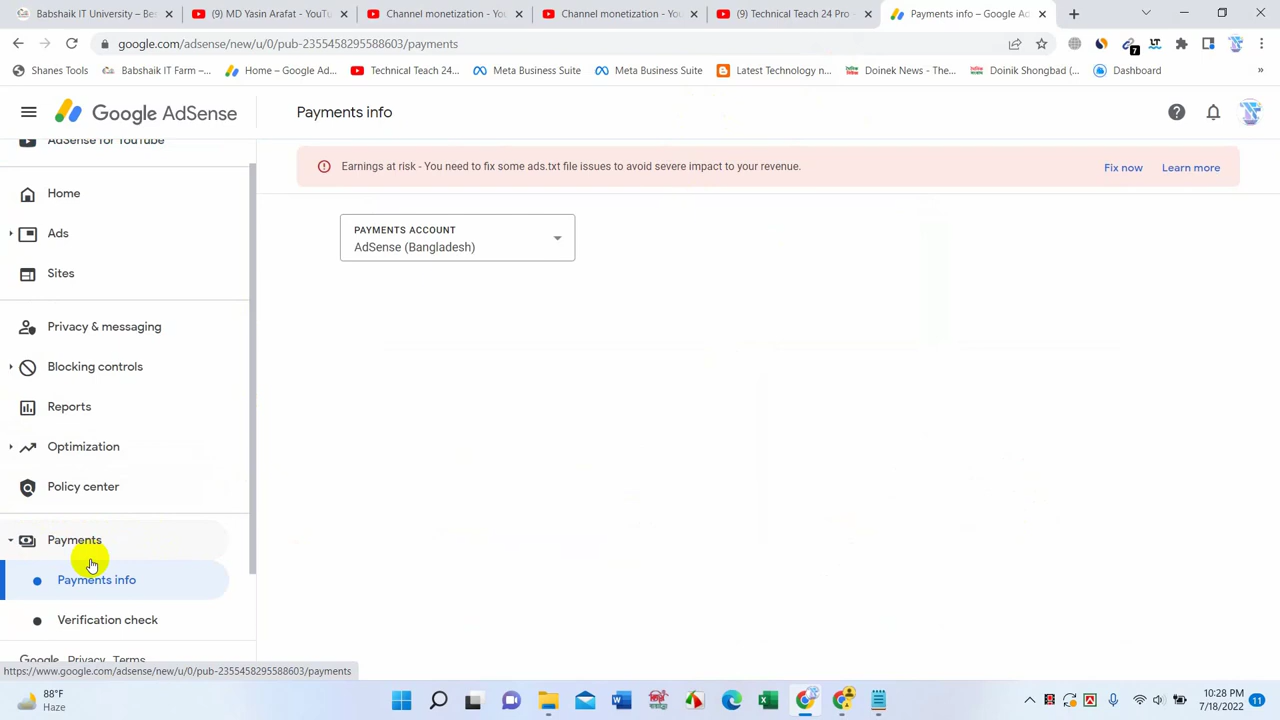 Babshaik IT University – Bes
(9) MD Yasin Arafat - YouTu
Channel monetization - You
Channel monetization - You
(9) Technical Teach 24 Pro -
Payments info – Google Ad
google.com/adsense/new/u/0/pub-2355458295588603/payments
7
Shanes Tools
Babshaik IT Farm –...
Home – Google Ad...
Technical Teach 24...
Meta Business Suite
Meta Business Suite
Latest Technology n...
Doinek News - The...
Doinik Shongbad (...
Dashboard
»
Google AdSense
Payments info
AdSense for YouTube
Earnings at risk - You need to fix some ads.txt file issues to avoid severe impact to your revenue.
Fix now
Learn more
Home
Ads
Sites
PAYMENTS ACCOUNT
AdSense (Bangladesh)
Privacy & messaging
Blocking controls
Reports
Optimization
Policy center
Payments
Payments info
Verification check
Google Privacy Terms
https://www.google.com/adsense/new/u/0/pub-2355458295588603/payments
88°F
Haze
10:28 PM
7/18/2022
11